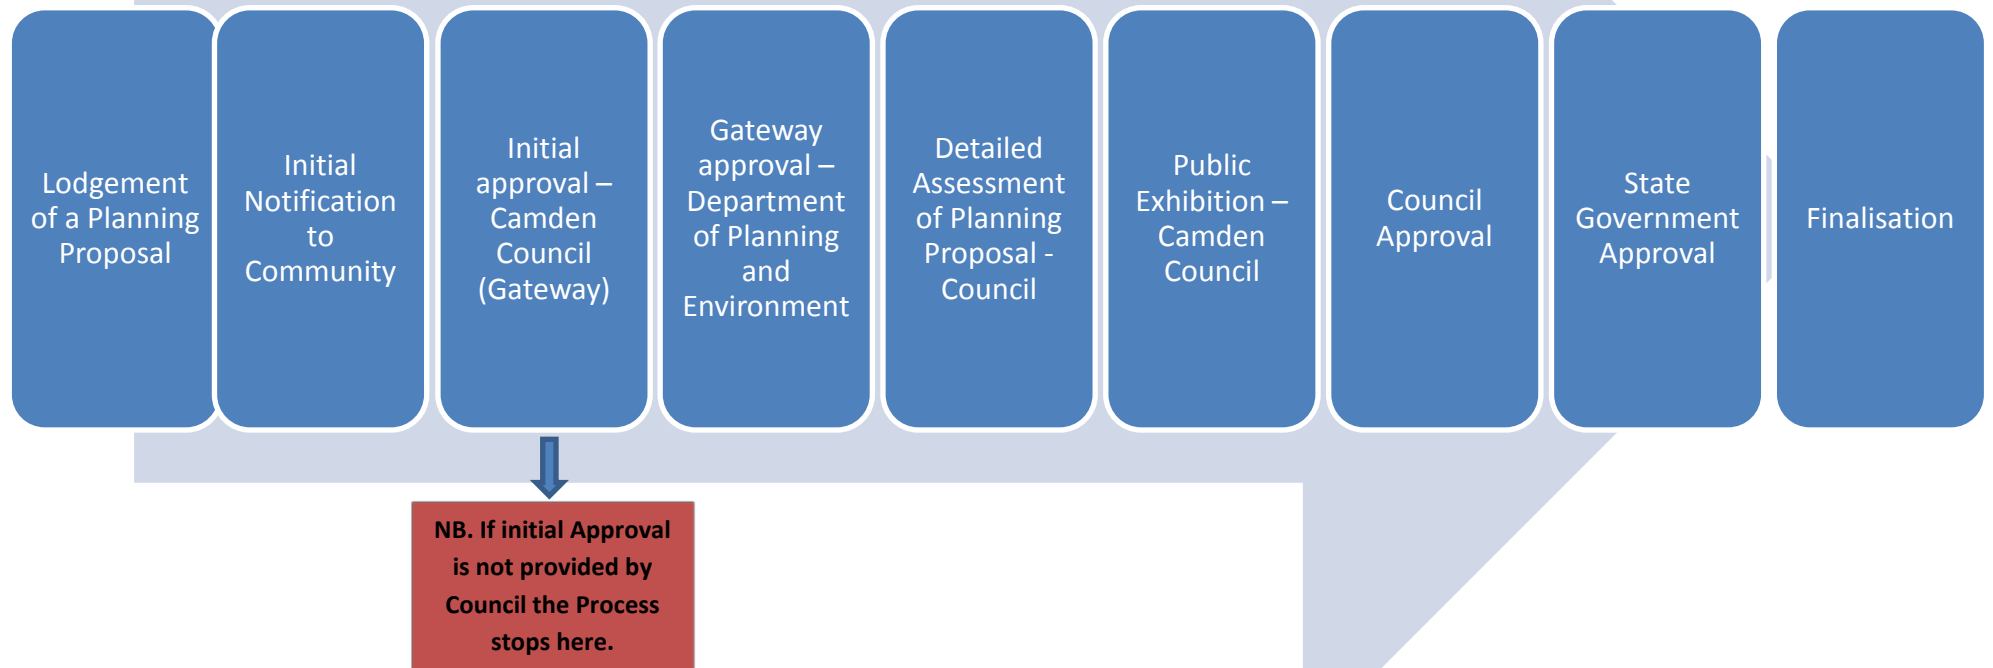 Lodgement
of a Planning
Proposal
Initial
Notification
to
Community
Initial
approval –
Camden
Council
(Gateway)
Gateway
approval –
Department
of Planning
and
Environment
Detailed
Assessment
of Planning
Proposal -
Council
Public
Exhibition –
Camden
Council
Council
Approval
State
Government
Approval
Finalisation
NB. If initial Approval
is not provided by
Council the Process
stops here.